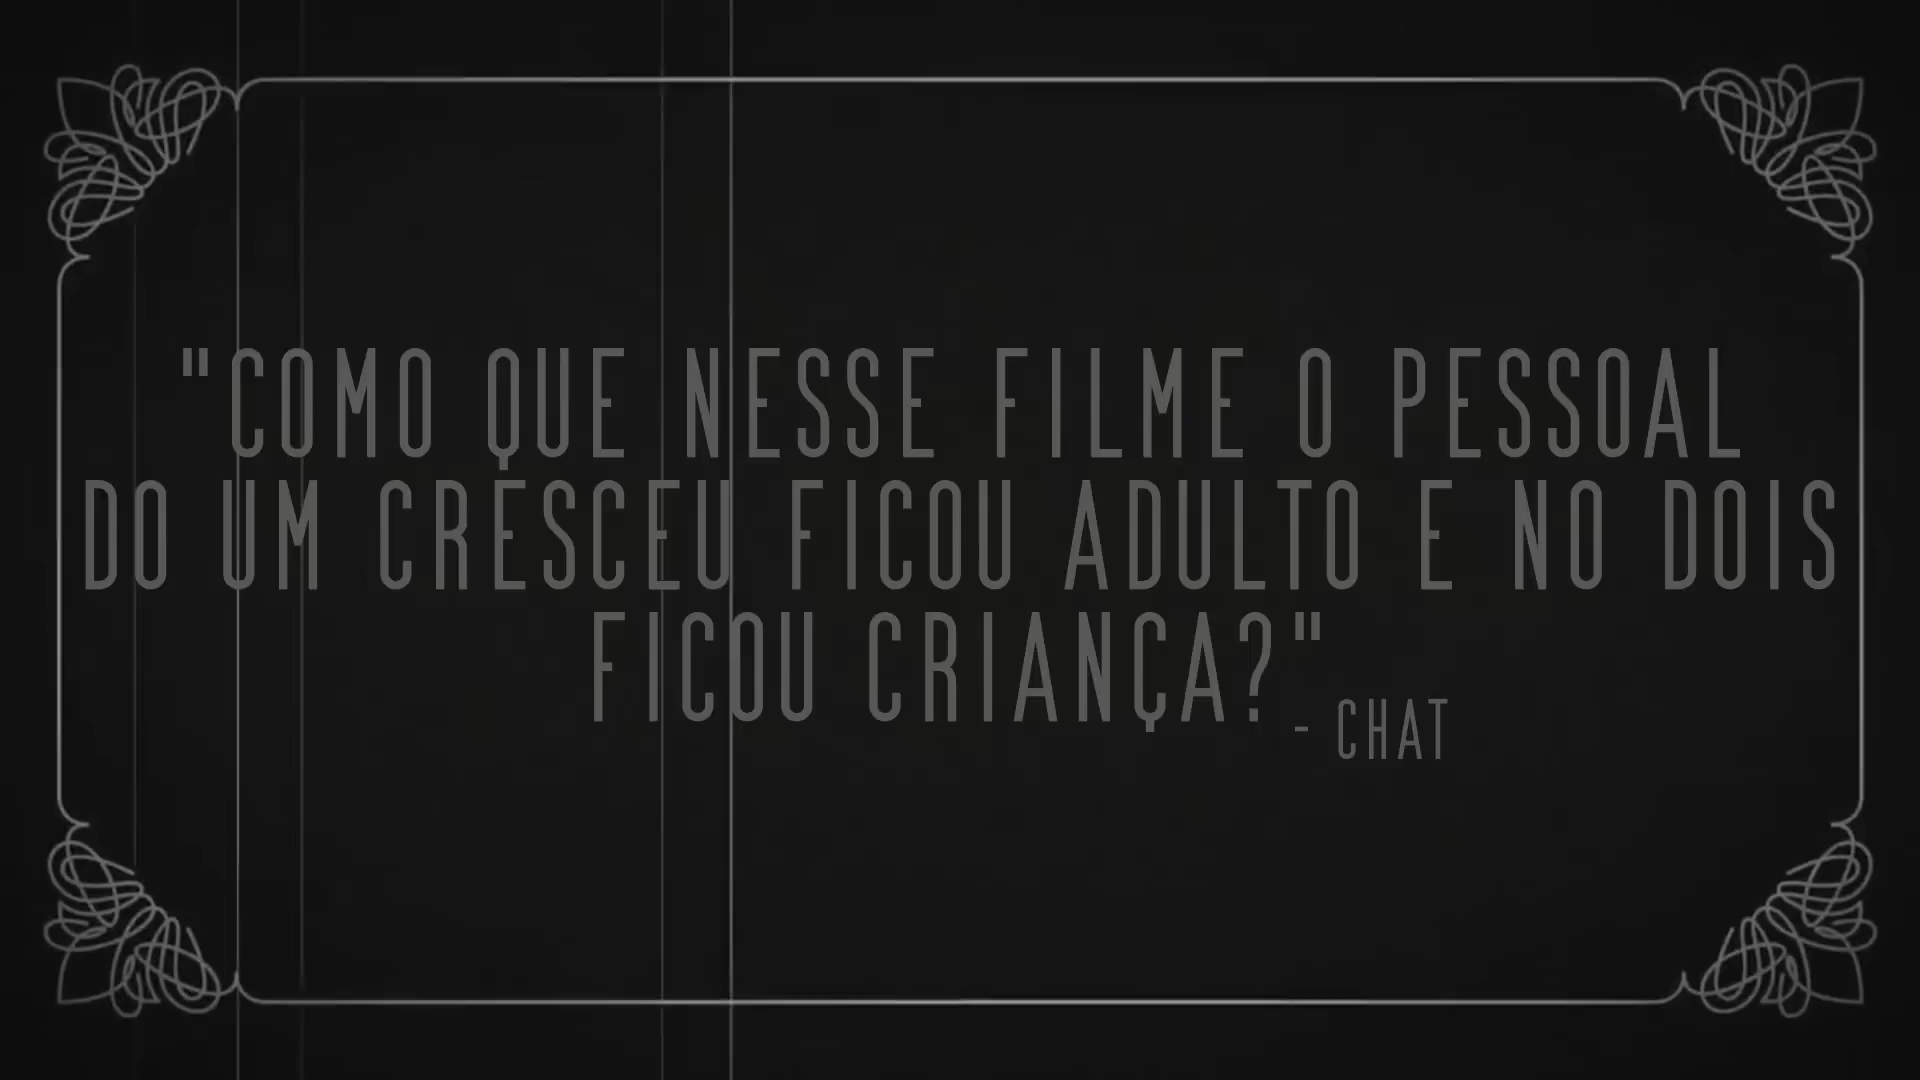 "COMO QUE NESSE FILME O PESSOAL
DO UM CRESCEU FICOU ADULTO E NO DOIS
FICOU CRIANÇA?"
- CHAT